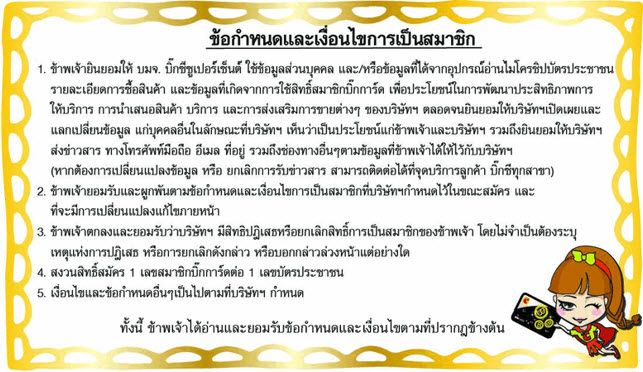 ข้อกำหนดและเงื่อนไขการเป็นสมาชิก
1. ข้าพเจ้ายินยอมให้ บมจ. บิ๊กซีซูเปอร์เซ็นต์ ใช้ข้อมูลส่วนบุคคล และ/หรือข้อมูลที่ได้จากอุปกรณ์อ่านไมโครชิปบัตรประชาชน
รายละเอียดการซื้อสินค้า และข้อมูลที่เกิดจากการใช้สิทธิ์สมาชิกบิ๊กการ์ด เพื่อประโยชน์ในการพัฒนาประสิทธิภาพการ
ให้บริการ การนำเสนอสินค้า บริการ และการส่งเสริมการขายต่างๆ ของบริษัทฯ ตลอดจนยินยอมให้บริษัทฯเปิดเผยและ
แลกเปลี่ยนข้อมูล แก่บุคคลอื่นในลักษณะที่บริษัทฯ เห็นว่าเป็นประโยชน์แก่ข้าพเจ้าและบริษัทฯ รวมถึงยินยอมให้บริษัทฯ
ส่งข่าวสาร ทางโทรศัพท์มือถือ อีเมล ที่อยู่ รวมถึงช่องทางอื่นๆตามข้อมูลที่ข้าพเจ้าได้ให้ไว้กับบริษัทฯ
(หากต้องการเปลี่ยนแปลงข้อมูล หรือ ยกเลิกการรับข่าวสาร สามารถติดต่อได้ที่จุดบริการลูกค้า บิ๊กซีทุกสาขา)
2. ข้าพเจ้ายอมรับและผูกพันตามข้อกำหนดและเงื่อนไขการเป็นสมาชิกที่บริษัทฯกำหนดไว้ในขณะสมัคร และ
ที่จะมีการเปลี่ยนแปลงแก้ไขภายหน้า
3. ข้าพเจ้าตกลงและยอมรับว่าบริษัทฯ มีสิทธิปฏิเสธหรือยกเลิกสิทธิ์การเป็นสมาชิกของข้าพเจ้า โดยไม่จำเป็นต้องระบุ
เหตุแห่งการปฏิเสธ หรือการยกเลิกดังกล่าว หรือบอกกล่าวล่วงหน้าแต่อย่างใด
4. สงวนสิทธิ์สมัคร 1 เลขสมาชิกบิ๊กการ์ดต่อ 1 เลขบัตรประชาชน
5. เงื่อนไขและข้อกำหนดอื่นๆเป็นไปตามที่บริษัทฯ กำหนด
ทั้งนี้ ข้าพเจ้าได้อ่านและยอมรับข้อกำหนดและเงื่อนไขตามที่ปรากฏข้างต้น